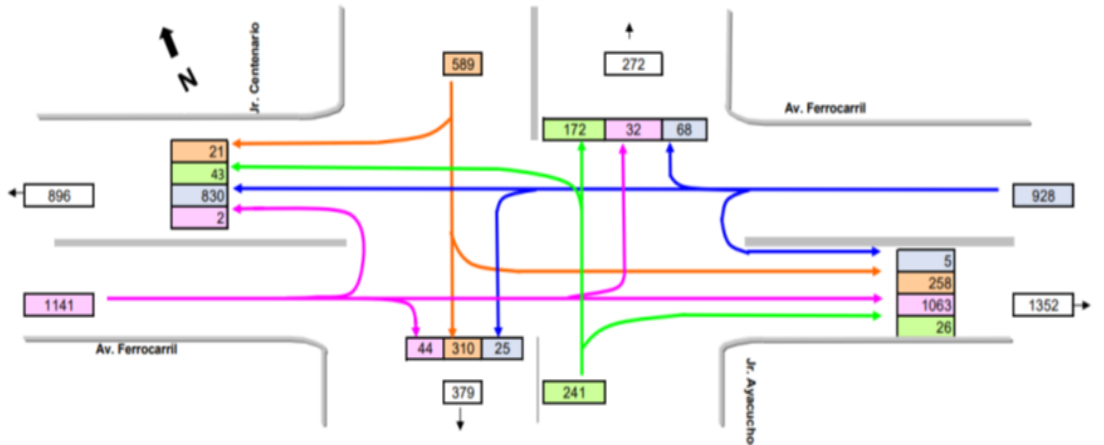 Jr. Centenario
N
589
272
Av. Ferrocarril
172 32 68
21
43
830
2
896
928
5
258
1063
26
1141
1352
Av. Ferrocarril
44 310 25
379
241
Jr. Ayacucho